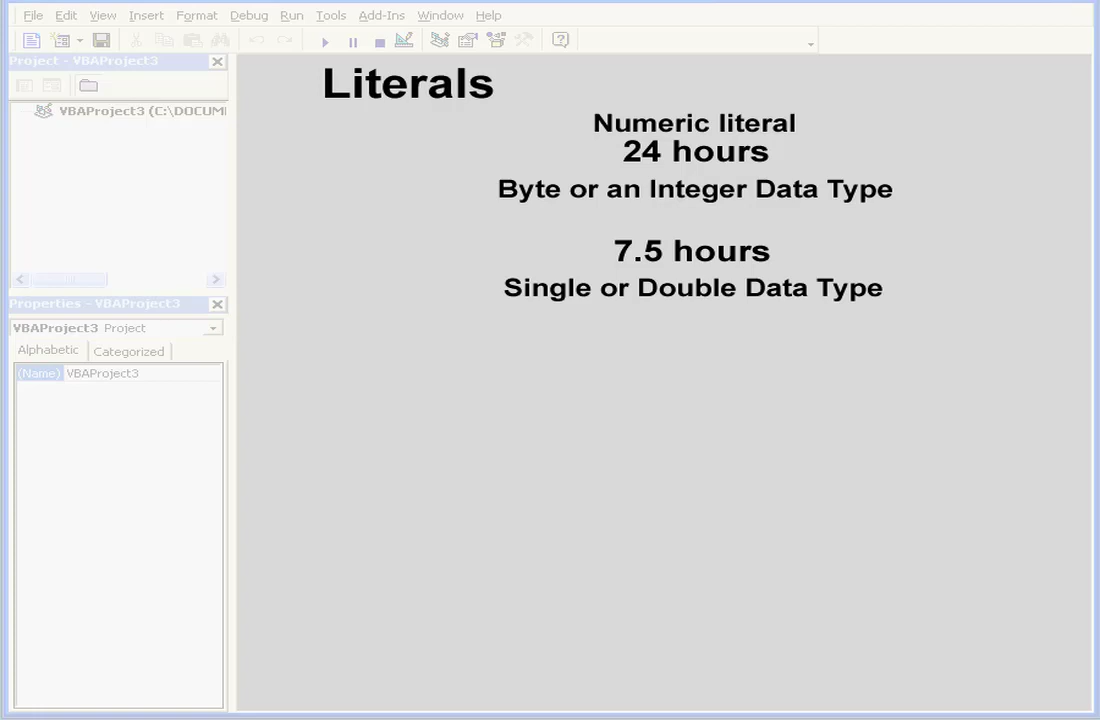 File Edit View Insert Format Debug Run Tools Add-Ins Window Help
Project - VBAProject3
VBAProject3 (C:\DOCUM
Properties - VBAProject3
VBAProject3 Project
Alphabetic Categorized
(Name) VBAProject3
Literals
Numeric literal
24 hours
Byte or an Integer Data Type
7.5 hours
Single or Double Data Type